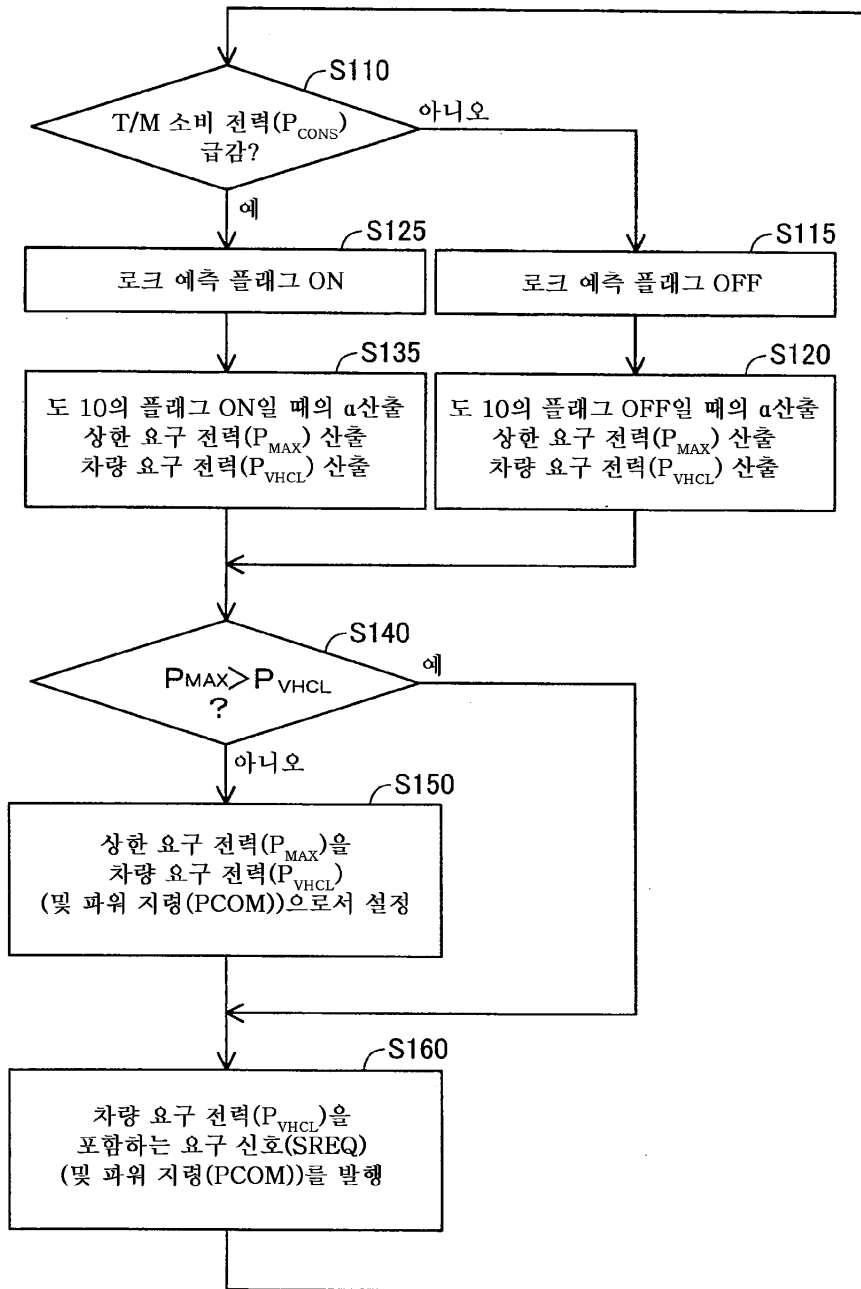 S110
T/M 소비 전력(P_CONS)
급감?
아니오
예
S125
로크 예측 플래그 ON
S115
로크 예측 플래그 OFF
S135
도 10의 플래그 ON일 때의 α산출
상한 요구 전력(P_MAX) 산출
차량 요구 전력(P_VHCL) 산출
S120
도 10의 플래그 OFF일 때의 α산출
상한 요구 전력(P_MAX) 산출
차량 요구 전력(P_VHCL) 산출
S140
P_MAX>P_VHCL
?
예
아니오
S150
상한 요구 전력(P_MAX)을
차량 요구 전력(P_VHCL)
(및 파워 지령(PCOM))으로서 설정
S160
차량 요구 전력(P_VHCL)을
포함하는 요구 신호(SREQ)
(및 파워 지령(PCOM))를 발행